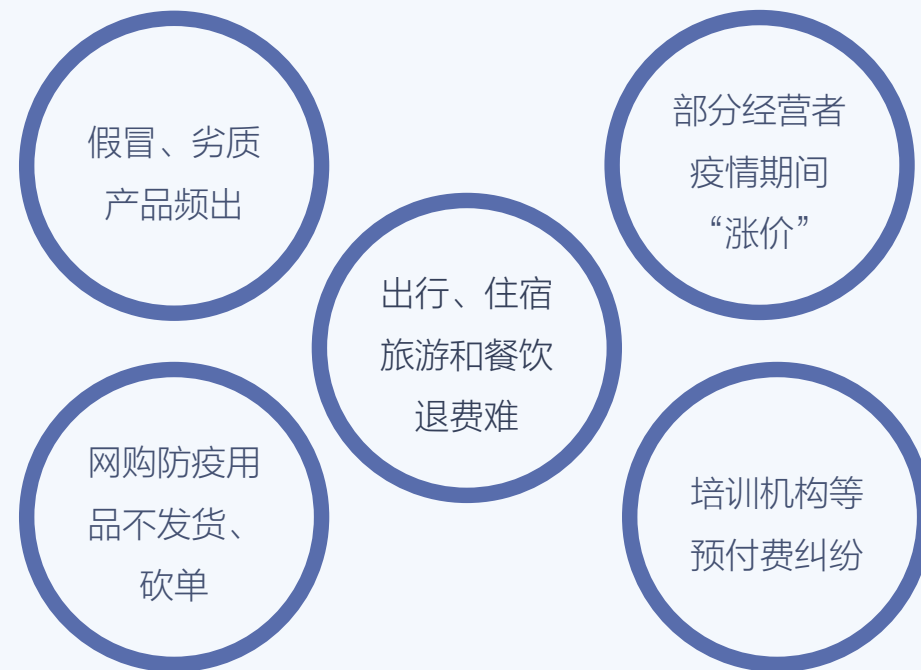 假冒、劣质
产品频出
部分经营者
疫情期间
“涨价”
出行、住宿
旅游和餐饮
退费难
网购防疫用
品不发货、
砍单
培训机构等
预付费纠纷